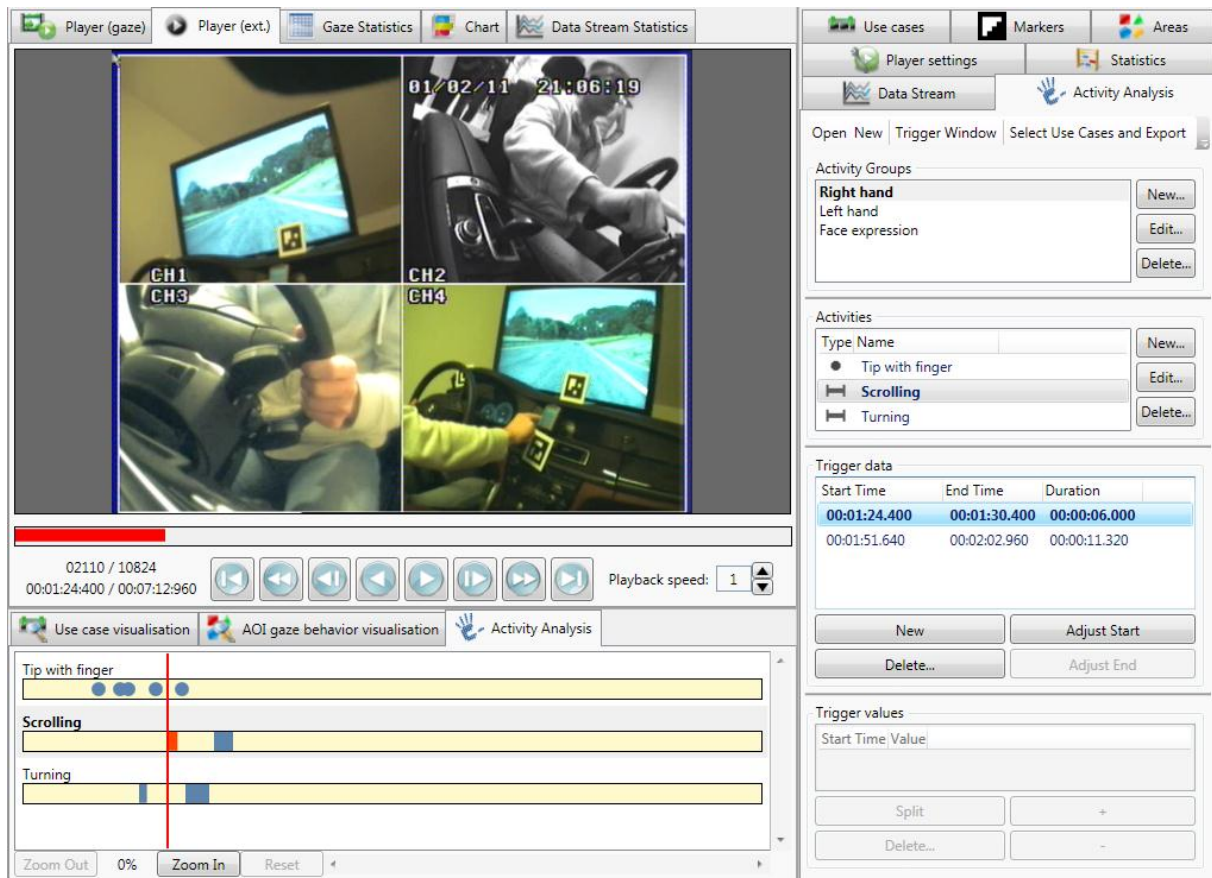 Player (gaze) Player (ext.) Gaze Statistics Chart Data Stream Statistics
01/02/11 21:06:19
CH1 CH2
CH3 CH4
02110 / 10824
00:01:24:400 / 00:07:12:960
Playback speed: 1
Use case visualisation AOI gaze behavior visualisation Activity Analysis
Tip with finger
Scrolling
Turning
Zoom Out 0% Zoom In Reset
Use cases Markers Areas
Player settings Statistics
Data Stream Activity Analysis
Open New Trigger Window Select Use Cases and Export
Activity Groups
Right hand
Left hand
Face expression
New...
Edit...
Delete...
Activities
Type Name
Tip with finger
Scrolling
Turning
New...
Edit...
Delete...
Trigger data
Start Time End Time Duration
00:01:24.400 00:01:30.400 00:00:06.000
00:01:51.640 00:02:02.960 00:00:11.320
New Adjust Start
Delete... Adjust End
Trigger values
Start Time Value
Split +
Delete... -